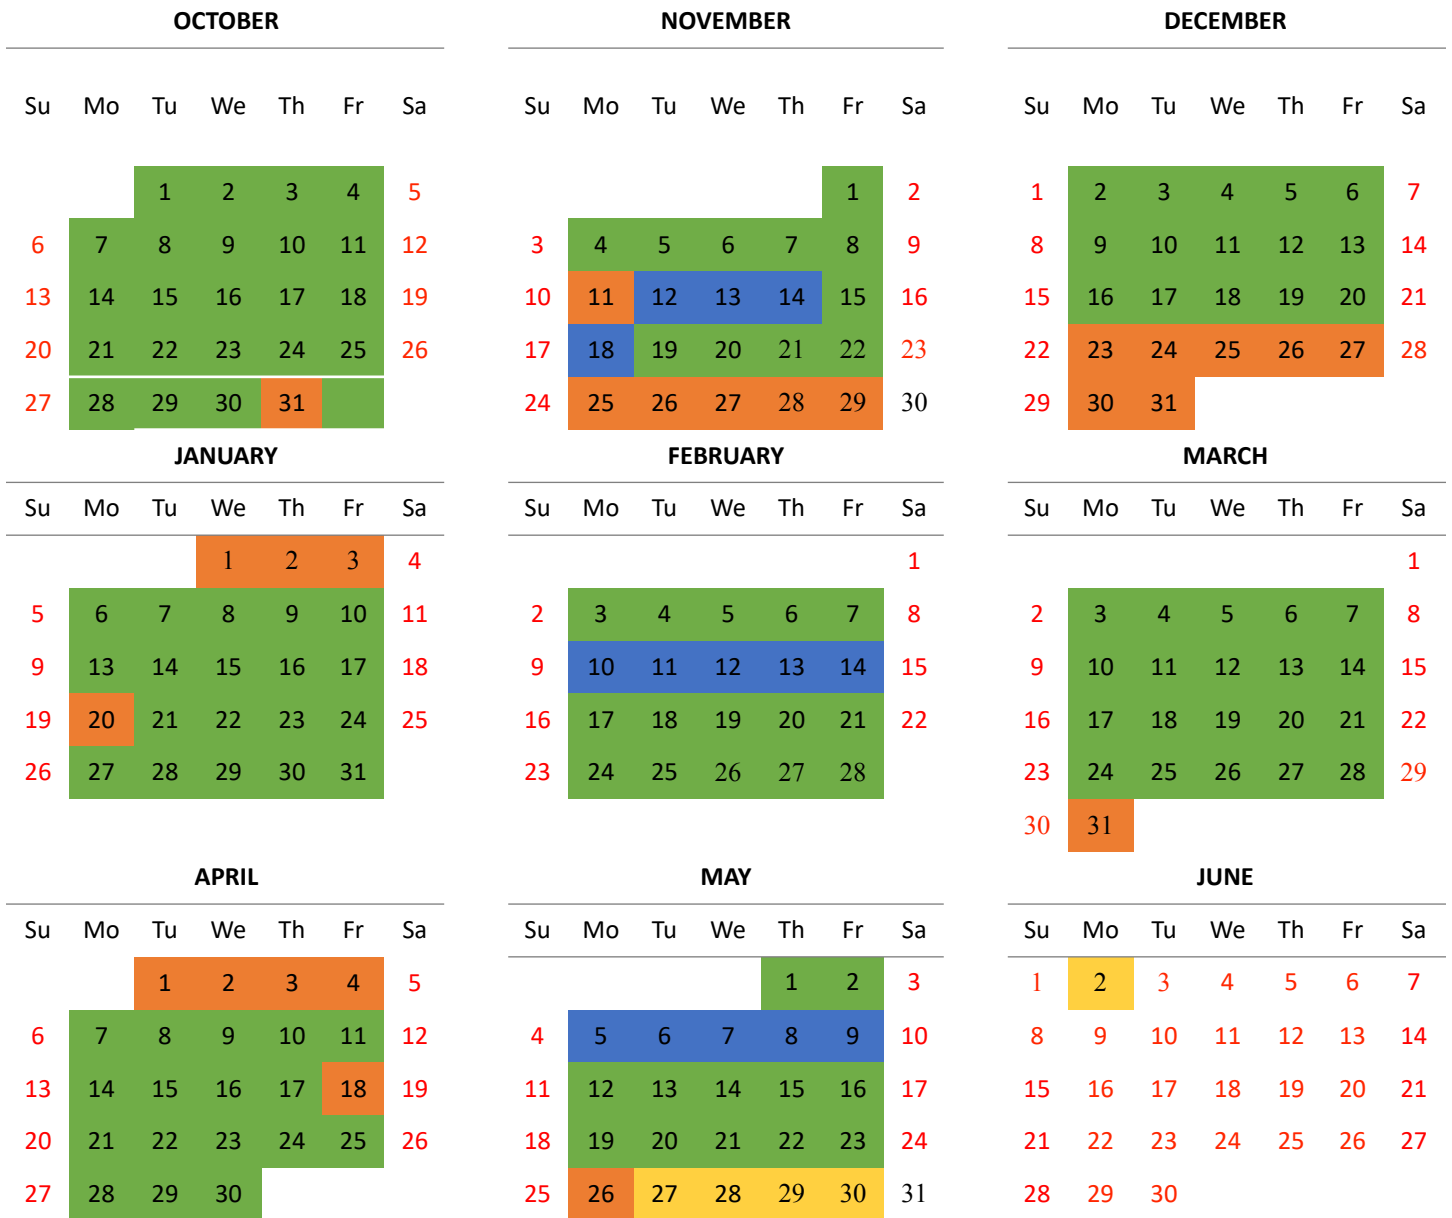 OCTOBER NOVEMBER DECEMBER
Su Mo Tu We Th Fr Sa Su Mo Tu We Th Fr Sa Su Mo Tu We Th Fr Sa
1 2 3 4 5 1 2 1 2 3 4 5 6 7
6 7 8 9 10 11 12 3 4 5 6 7 8 9 8 9 10 11 12 13 14
13 14 15 16 17 18 19 10 11 12 13 14 15 16 15 16 17 18 19 20 21
20 21 22 23 24 25 26 17 18 19 20 21 22 23 22 23 24 25 26 27 28
27 28 29 30 31 24 25 26 27 28 29 30 29 30 31
JANUARY FEBRUARY MARCH
Su Mo Tu We Th Fr Sa Su Mo Tu We Th Fr Sa Su Mo Tu We Th Fr Sa
1 2 3 4 1 1
5 6 7 8 9 10 11 2 3 4 5 6 7 8 2 3 4 5 6 7 8
9 13 14 15 16 17 18 9 10 11 12 13 14 15 9 10 11 12 13 14 15
19 20 21 22 23 24 25 16 17 18 19 20 21 22 16 17 18 19 20 21 22
26 27 28 29 30 31 23 24 25 26 27 28 23 24 25 26 27 28 29
30 31
APRIL MAY JUNE
Su Mo Tu We Th Fr Sa Su Mo Tu We Th Fr Sa Su Mo Tu We Th Fr Sa
1 2 3 4 5 1 2 3 1 2 3 4 5 6 7
6 7 8 9 10 11 12 4 5 6 7 8 9 10 8 9 10 11 12 13 14
13 14 15 16 17 18 19 11 12 13 14 15 16 17 15 16 17 18 19 20 21
20 21 22 23 24 25 26 18 19 20 21 22 23 24 21 22 23 24 25 26 27
27 28 29 30 25 26 27 28 29 30 31 28 29 30